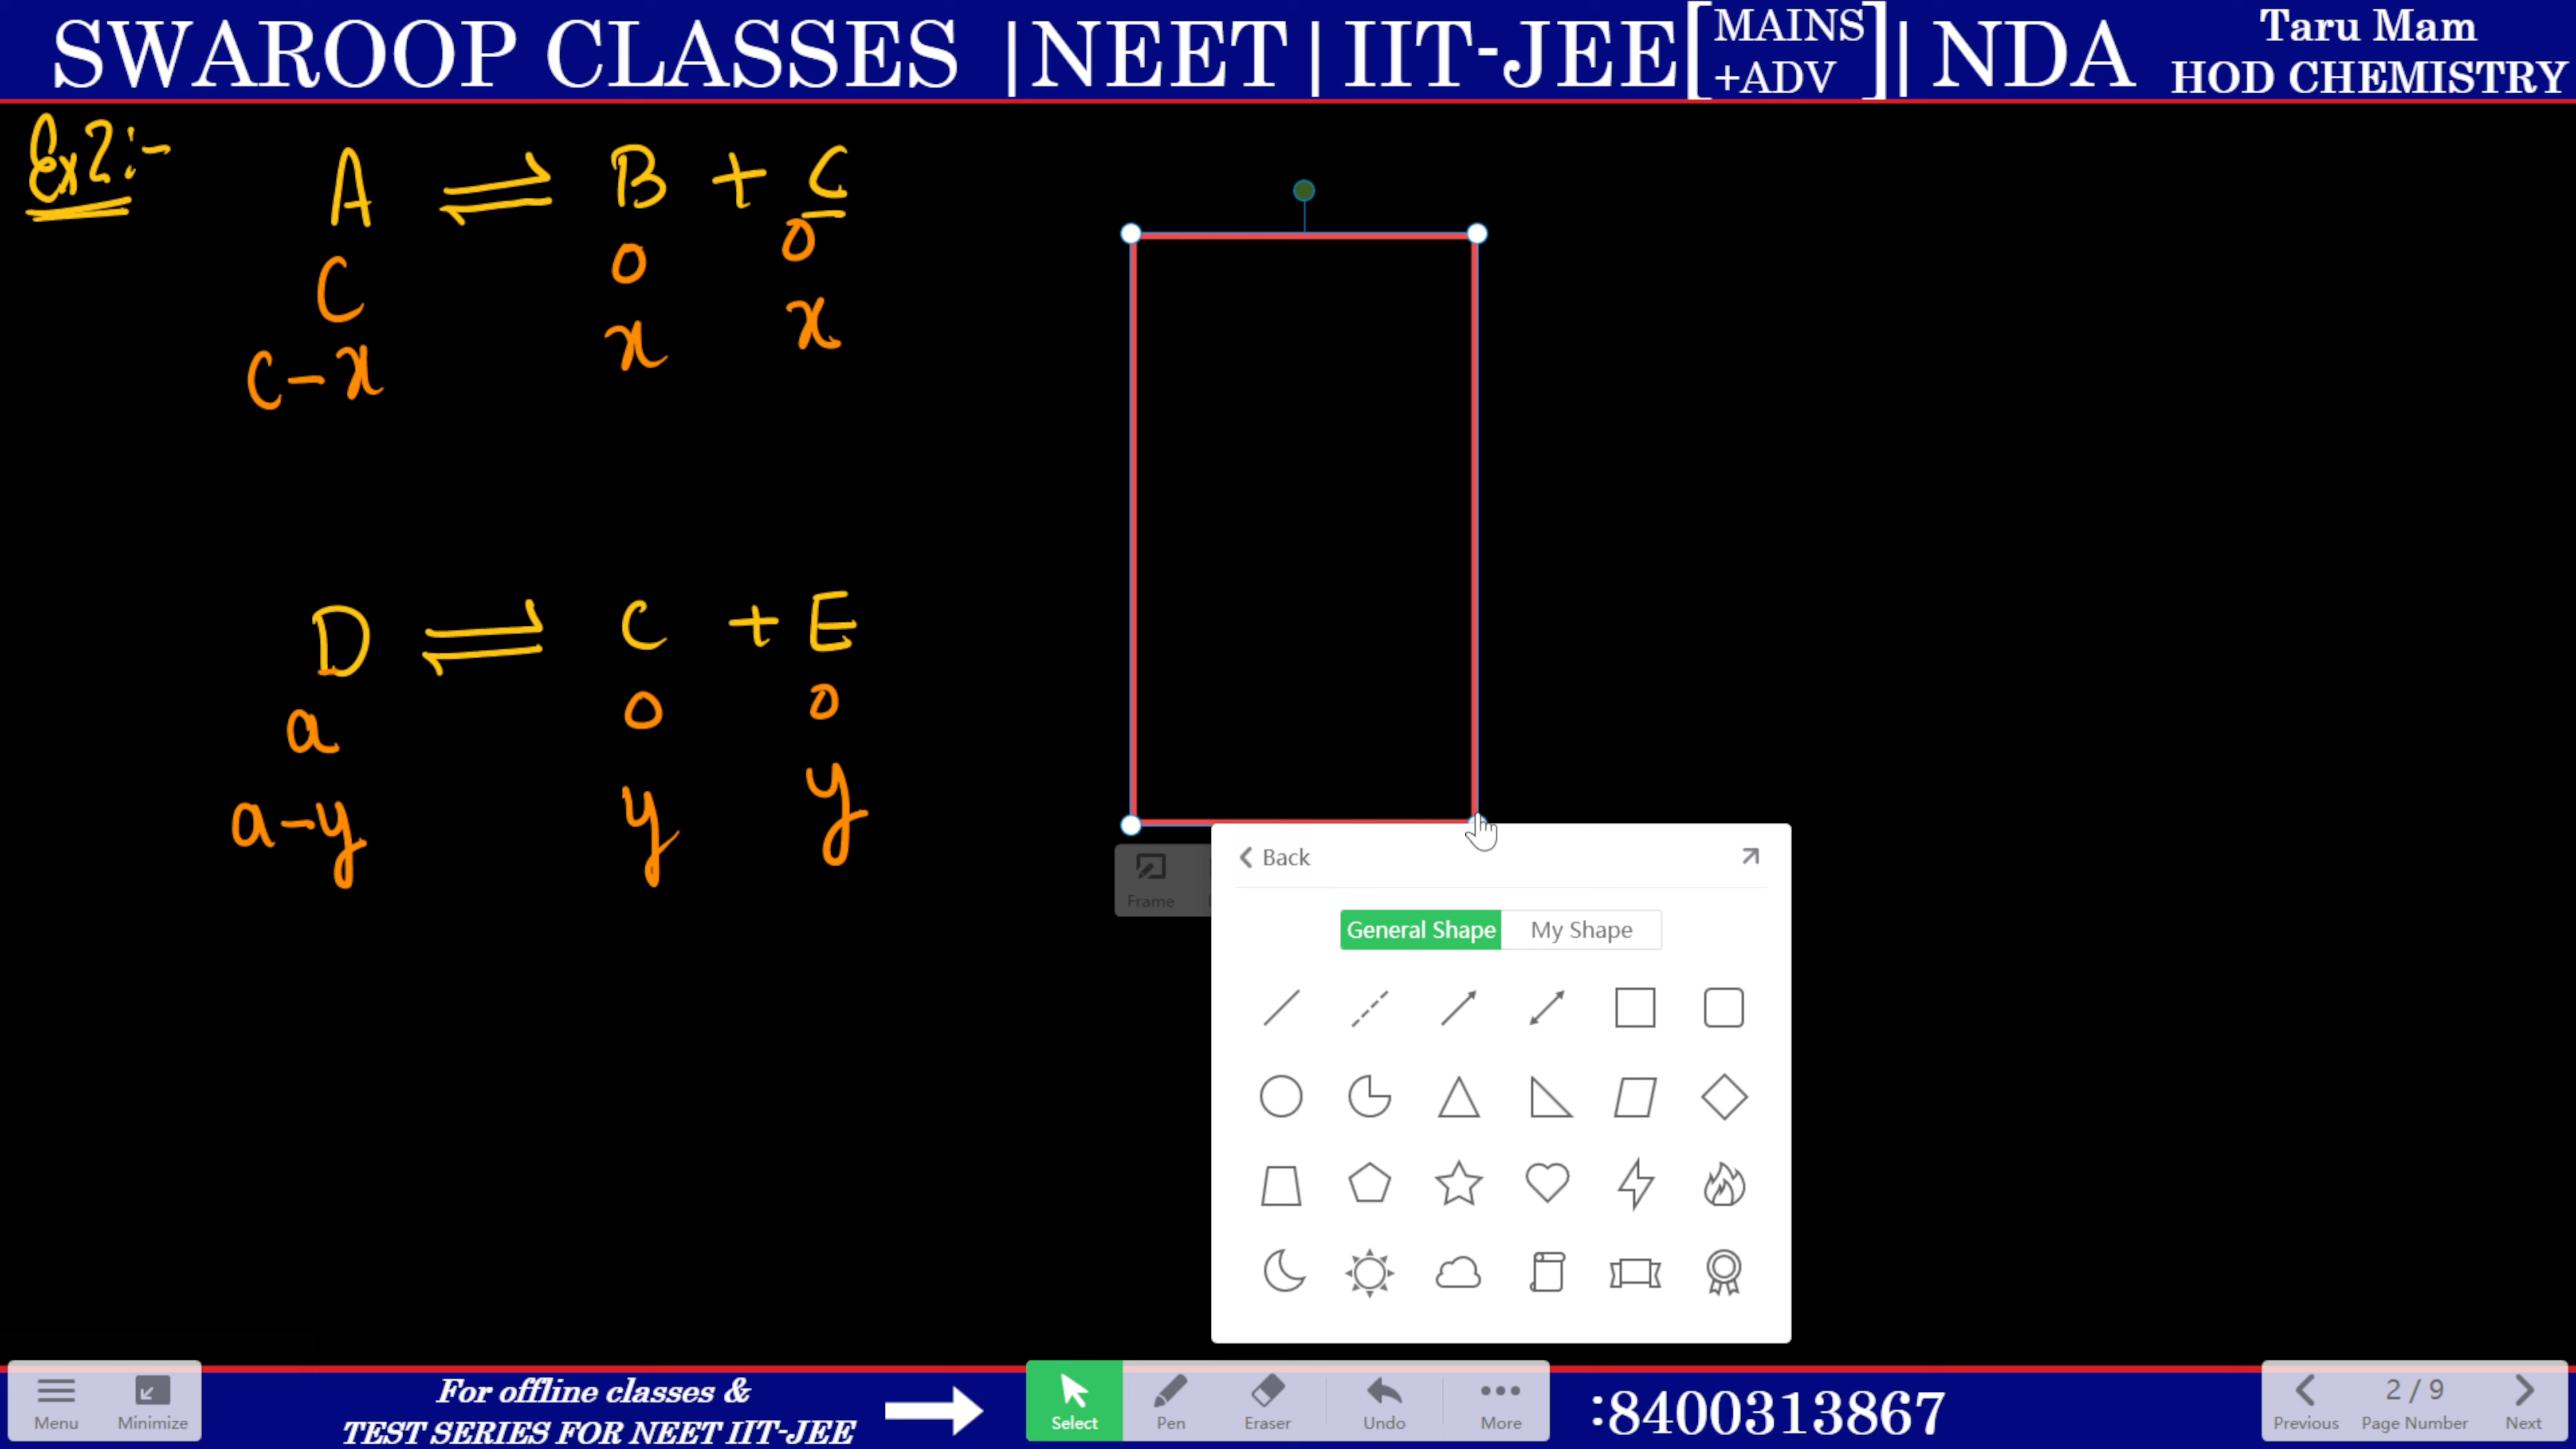 SWAROOP CLASSES |NEET| IIT-JEE[MAINS +ADV]| NDA
Taru Mam
HOD CHEMISTRY
Ex2:-
A ⇌ B + C
C 0 0
C-x x x
D ⇌ C + E
a 0 0
a-y y y
Frame
Back
General Shape My Shape
Menu Minimize
For offline classes &
TEST SERIES FOR NEET IIT-JEE
Select Pen Eraser Undo More
:8400313867
2 / 9
Previous Page Number Next